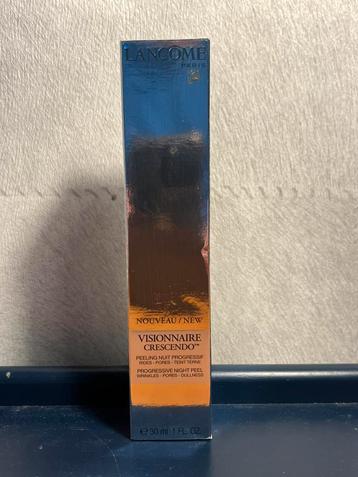 LANCÔME
PARIS
NOUVEAU / NEW
VISIONNAIRE
CRESCENDO™
PEELING NUIT PROGRESSIF
RIDES - PORES - TEINT TERNE
PROGRESSIVE NIGHT PEEL
WRINKLES - PORES - DULLNESS
℮ 30 ml 1 FL. OZ.